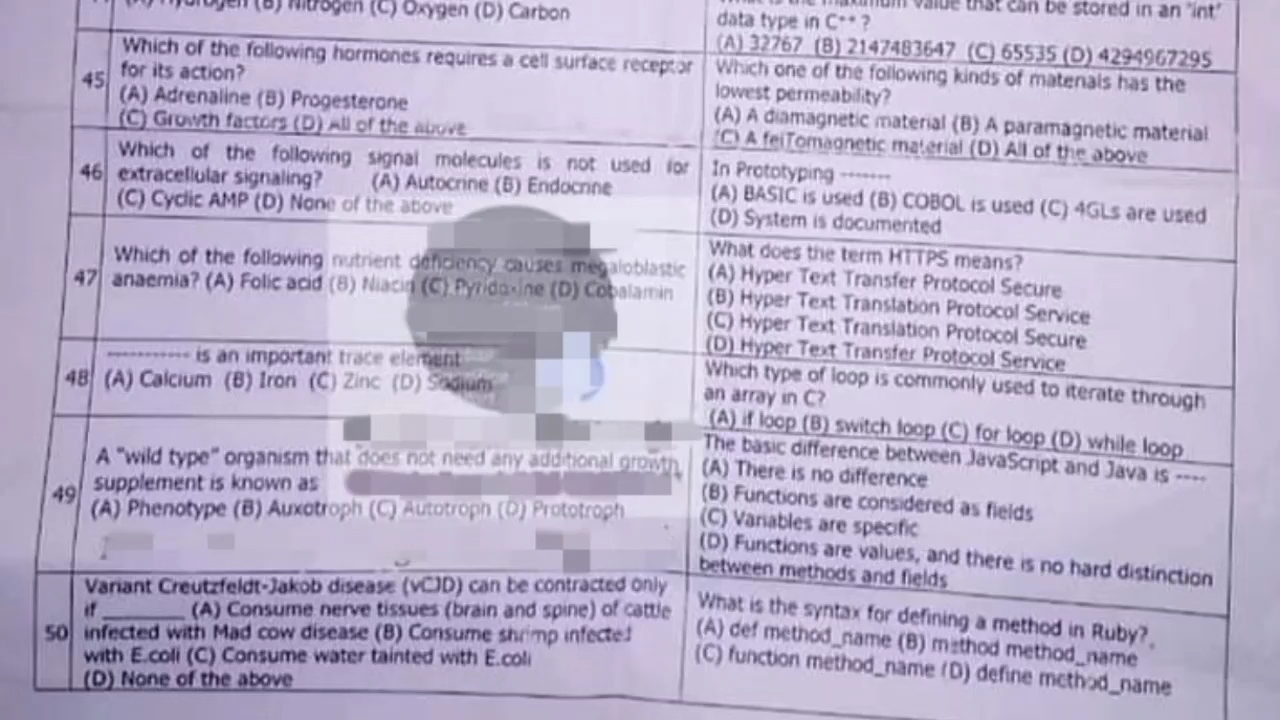 (A) Hydrogen (B) Nitrogen (C) Oxygen (D) Carbon
45
Which of the following hormones requires a cell surface receptor
for its action?
(A) Adrenaline (B) Progesterone
(C) Growth factors (D) All of the above
46
Which of the following signal molecules is not used for
extracellular signaling? (A) Autocrine (B) Endocrine
(C) Cyclic AMP (D) None of the above
47
Which of the following nutrient deficiency causes megaloblastic
anaemia? (A) Folic acid (B) Niacin (C) Pyridoxine (D) Cobalamin
48
----------- is an important trace element
(A) Calcium (B) Iron (C) Zinc (D) Sodium
49
A "wild type" organism that does not need any additional growth
supplement is known as
(A) Phenotype (B) Auxotroph (C) Autotroph (D) Prototroph
50
Variant Creutzfeldt-Jakob disease (vCJD) can be contracted only
if _______ (A) Consume nerve tissues (brain and spine) of cattle
infected with Mad cow disease (B) Consume shrimp infected
with E.coli (C) Consume water tainted with E.coli
(D) None of the above
What is the maximum value that can be stored in an 'int'
data type in C**?
(A) 32767 (B) 2147483647 (C) 65535 (D) 4294967295
Which one of the following kinds of materials has the
lowest permeability?
(A) A diamagnetic material (B) A paramagnetic material
(C) A feiTomagnetic material (D) All of the above
In Prototyping -------
(A) BASIC is used (B) COBOL is used (C) 4GLs are used
(D) System is documented
What does the term HTTPS means?
(A) Hyper Text Transfer Protocol Secure
(B) Hyper Text Translation Protocol Service
(C) Hyper Text Translation Protocol Secure
(D) Hyper Text Transfer Protocol Service
Which type of loop is commonly used to iterate through
an array in C?
(A) if loop (B) switch loop (C) for loop (D) while loop
The basic difference between JavaScript and Java is ----
(A) There is no difference
(B) Functions are considered as fields
(C) Variables are specific
(D) Functions are values, and there is no hard distinction
between methods and fields
What is the syntax for defining a method in Ruby?
(A) def method_name (B) method method_name
(C) function method_name (D) define method_name